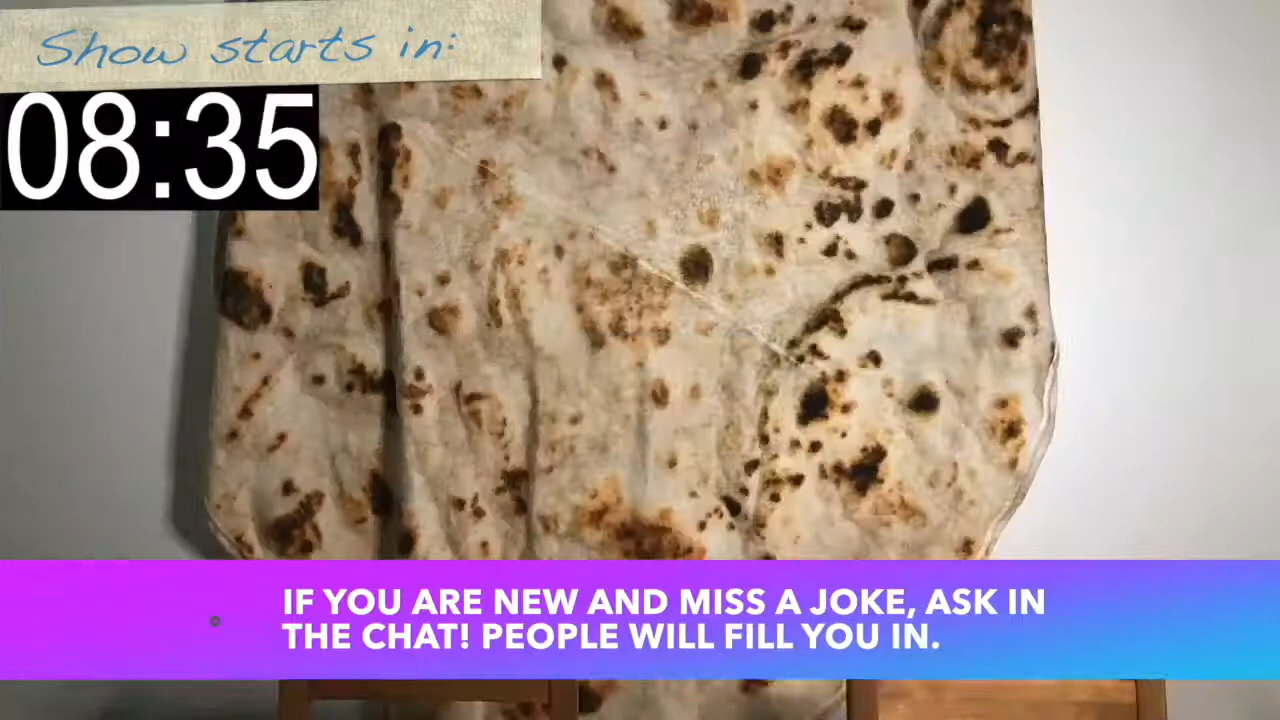 Show starts in:
08:35
IF YOU ARE NEW AND MISS A JOKE, ASK IN
THE CHAT! PEOPLE WILL FILL YOU IN.